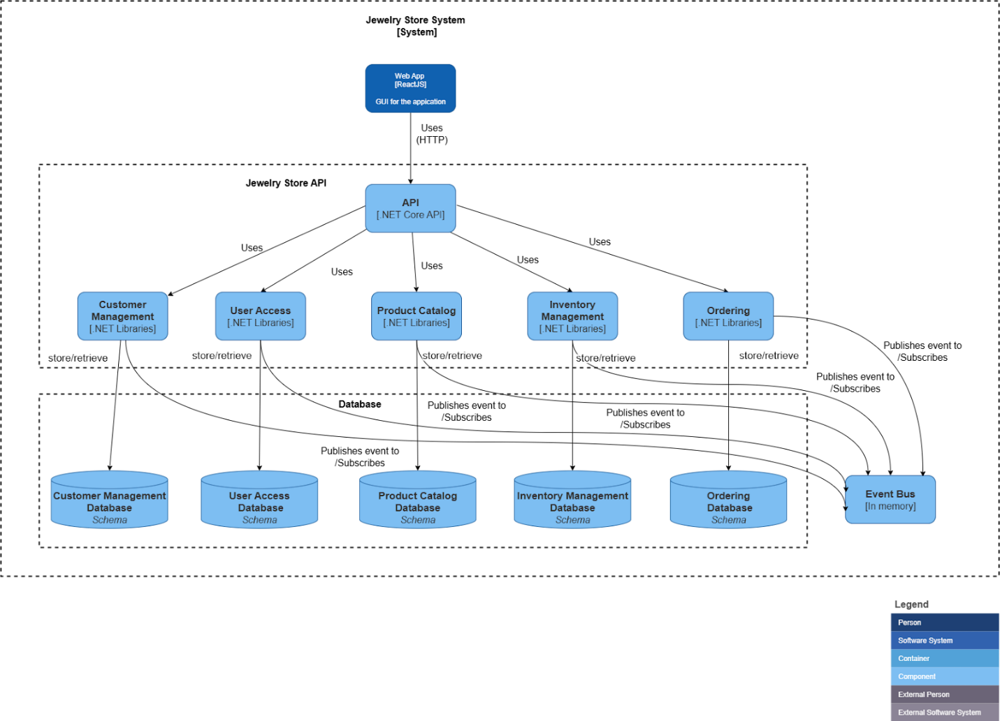 Jewelry Store System
[System]
Web App
[ReactJS]
GUI for the appication
Uses
(HTTP)
Jewelry Store API
API
[.NET Core API]
Uses
Uses
Uses
Uses
Uses
Customer
Management
[.NET Libraries]
User Access
[.NET Libraries]
Product Catalog
[.NET Libraries]
Inventory
Management
[.NET Libraries]
Ordering
[.NET Libraries]
store/retrieve
store/retrieve
store/retrieve
store/retrieve
store/retrieve
Publishes event to
/Subscribes
Publishes event to
/Subscribes
Database
Publishes event to
/Subscribes
Publishes event to
/Subscribes
Publishes event to
/Subscribes
Customer Management
Database
Schema
User Access
Database
Schema
Product Catalog
Database
Schema
Inventory Management
Database
Schema
Ordering
Database
Schema
Event Bus
[In memory]
Legend
Person
Software System
Container
Component
External Person
External Software System